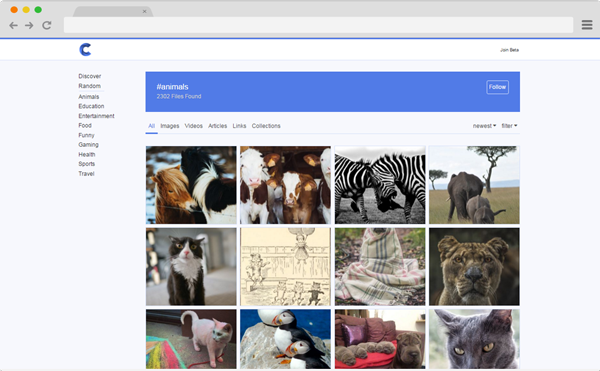 C
Join Beta
Discover
Random
Animals
Education
Entertainment
Food
Funny
Gaming
Health
Sports
Travel
#animals
2302 Files Found
Follow
All Images Videos Articles Links Collections
newest filter